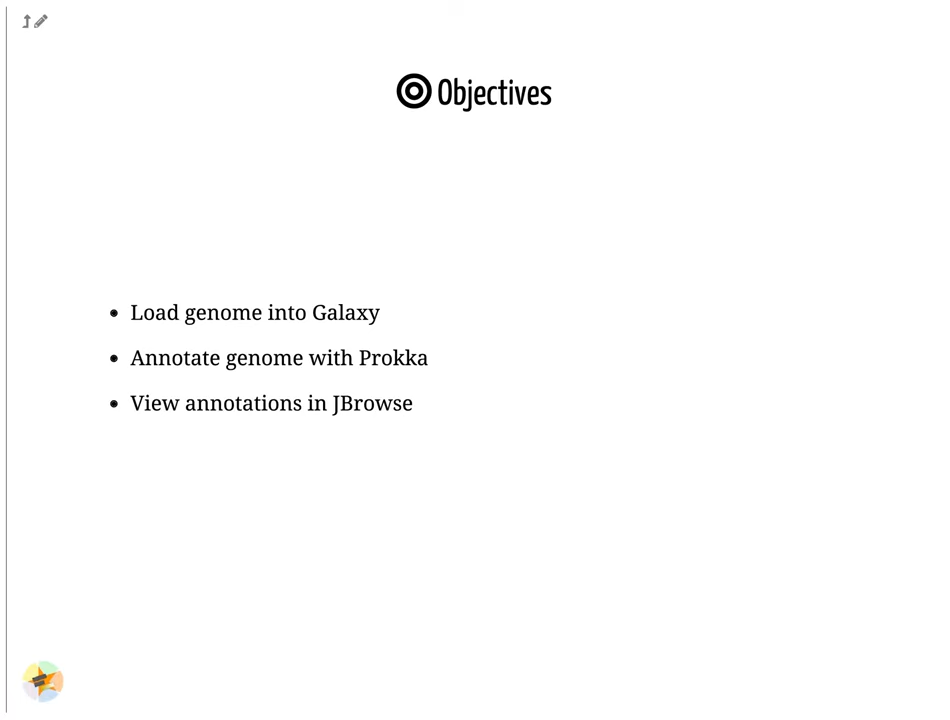 Objectives
Load genome into Galaxy
Annotate genome with Prokka
View annotations in JBrowse